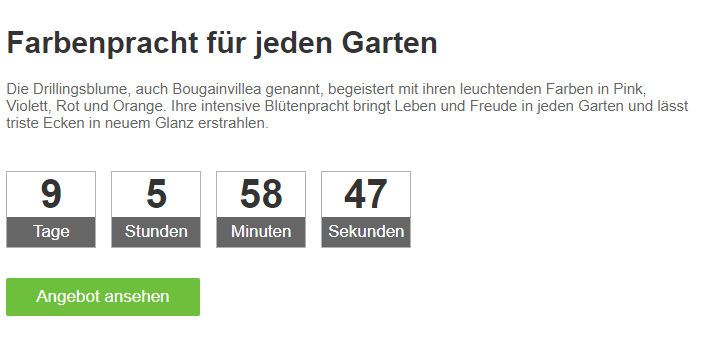 Farbenpracht für jeden Garten
Die Drillingsblume, auch Bougainvillea genannt, begeistert mit ihren leuchtenden Farben in Pink,
Violett, Rot und Orange. Ihre intensive Blütenpracht bringt Leben und Freude in jeden Garten und lässt
triste Ecken in neuem Glanz erstrahlen.
9 5 58 47
Tage Stunden Minuten Sekunden
Angebot ansehen